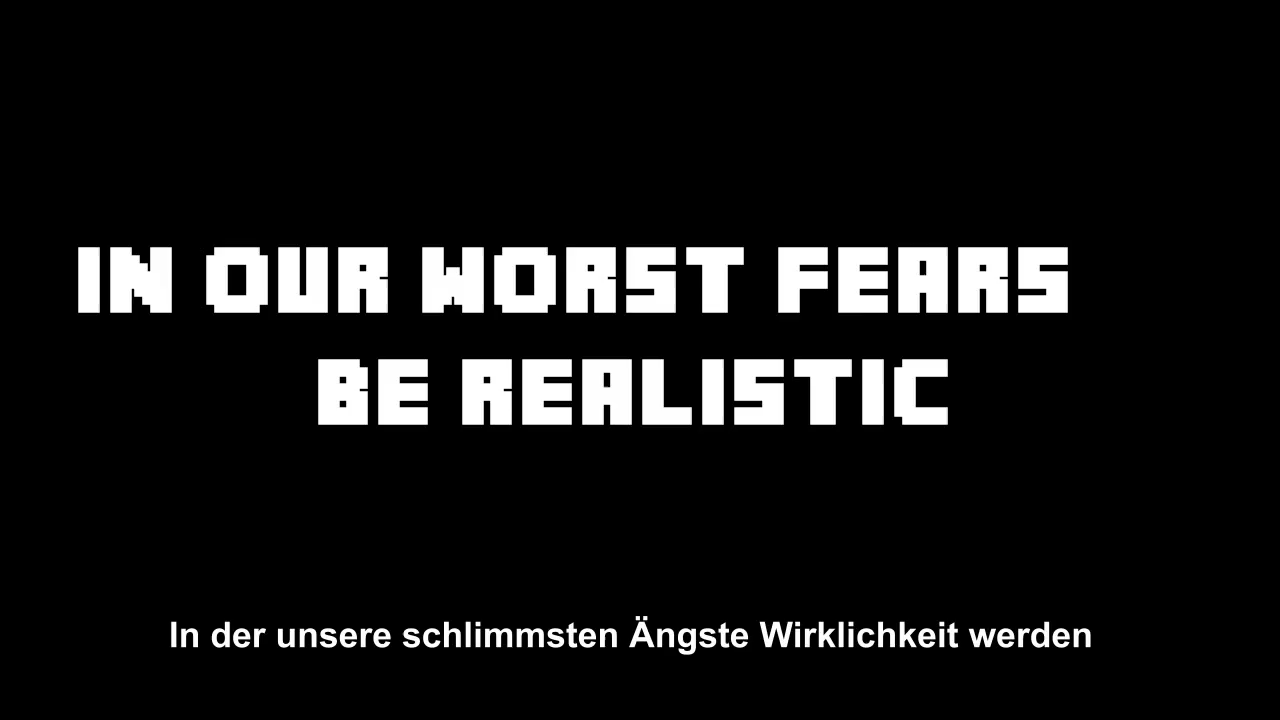 IN OUR WORST FEARS
BE REALISTIC
In der unsere schlimmsten Ängste Wirklichkeit werden